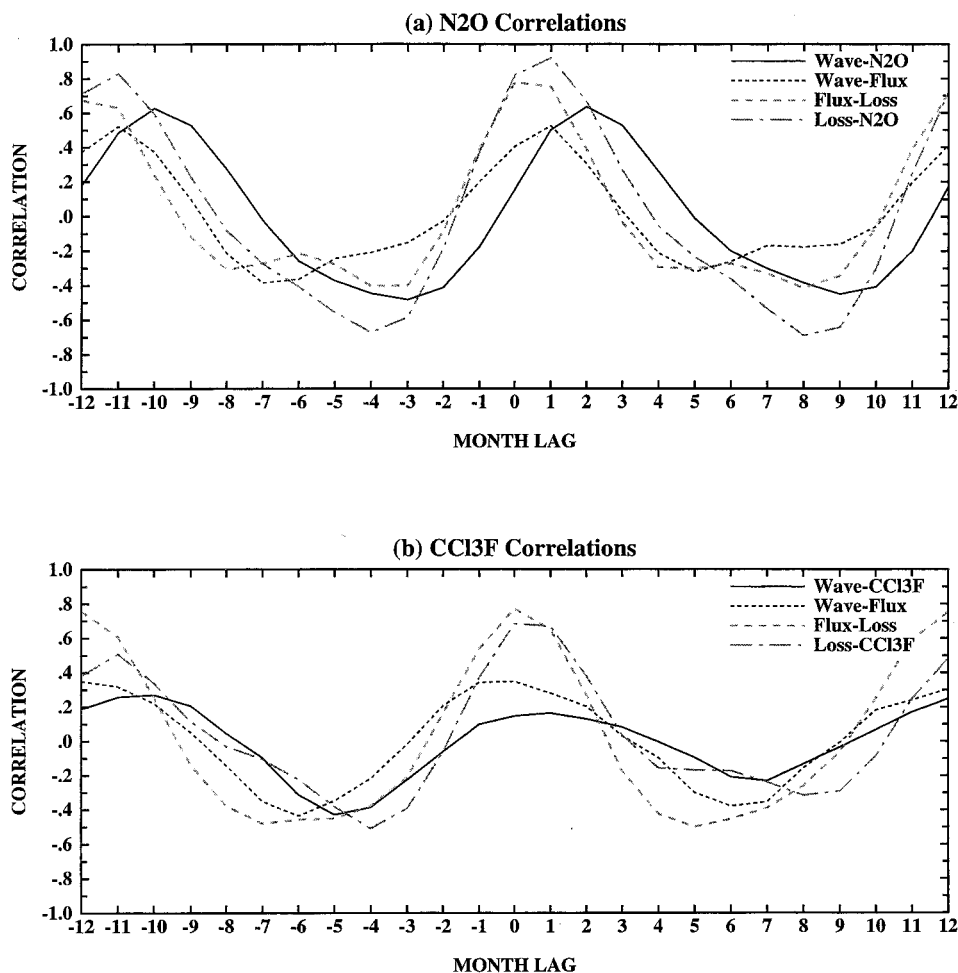 (a) N2O Correlations
1.0
.8
.6
.4
.2
.0
-.2
-.4
-.6
-.8
-1.0
CORRELATION
Wave-N2O
Wave-Flux
Flux-Loss
Loss-N2O
-12 -11 -10 -9 -8 -7 -6 -5 -4 -3 -2 -1 0 1 2 3 4 5 6 7 8 9 10 11 12
MONTH LAG
(b) CCl3F Correlations
1.0
.8
.6
.4
.2
.0
-.2
-.4
-.6
-.8
-1.0
CORRELATION
Wave-CCl3F
Wave-Flux
Flux-Loss
Loss-CCl3F
-12 -11 -10 -9 -8 -7 -6 -5 -4 -3 -2 -1 0 1 2 3 4 5 6 7 8 9 10 11 12
MONTH LAG